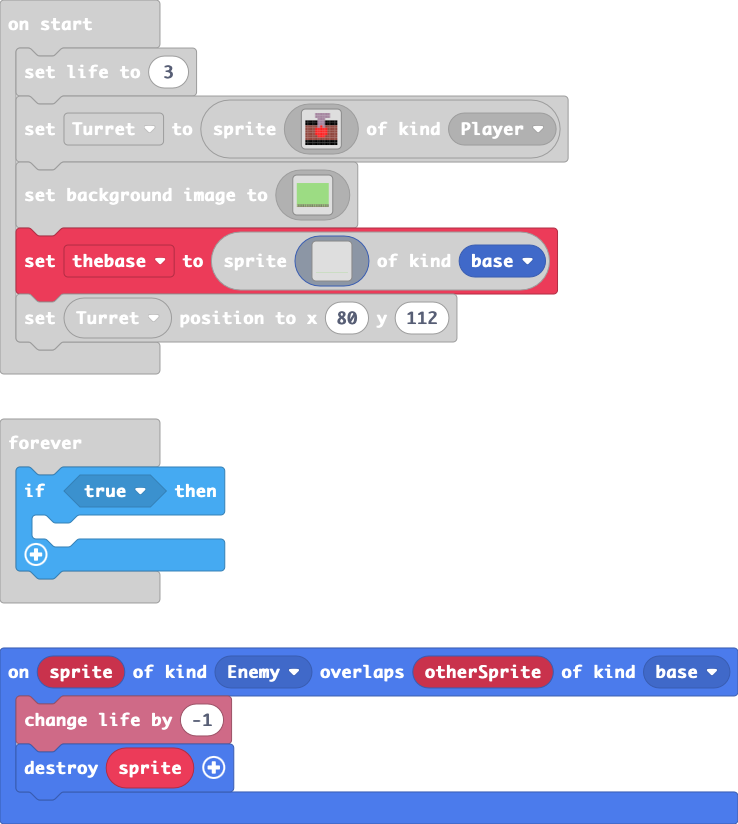 on start
set life to 3
set Turret to sprite of kind Player
set background image to
set thebase to sprite of kind base
set Turret position to x 80 y 112
forever
if true then
on sprite of kind Enemy overlaps otherSprite of kind base
change life by -1
destroy sprite